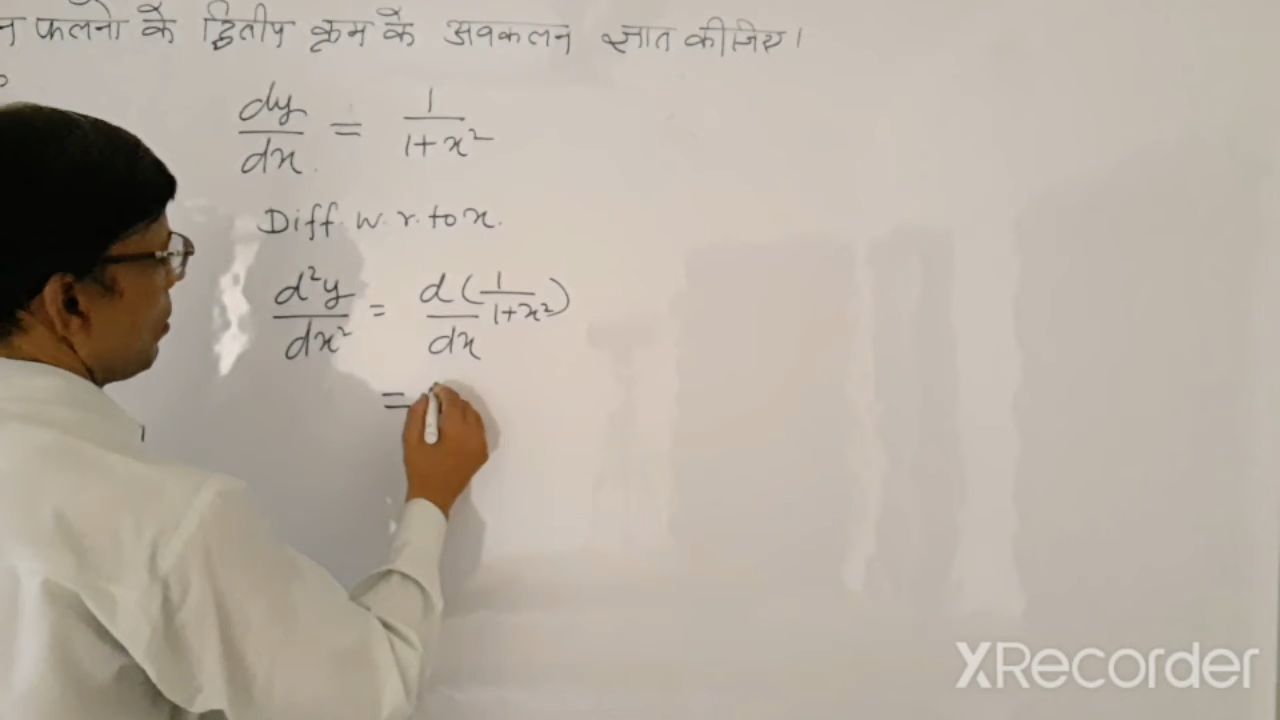 फलनो के द्वितीय क्रम के अवकलन ज्ञात कीजिए।
dy/dx = 1/(1+x²)
Diff. w. r. to x.
d²y/dx² = d/dx (1/(1+x²))
=
XRecorder